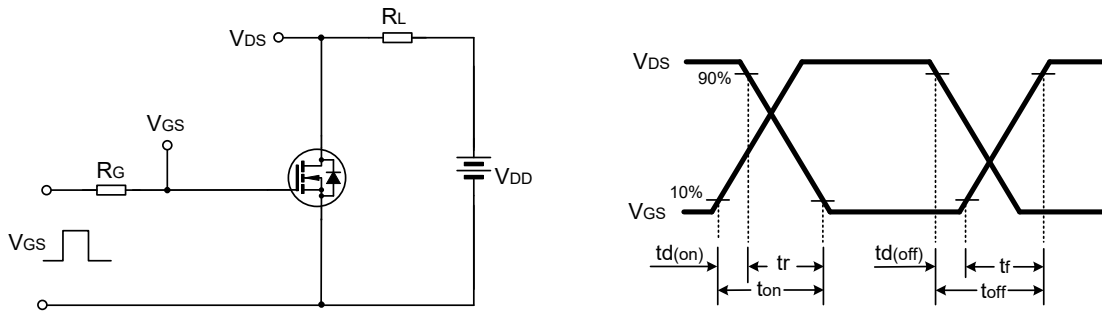 RL
VDS
VGS
RG
VDD
VGS
VDS
90%
10%
VGS
td(on)
tr
ton
td(off)
tf
toff